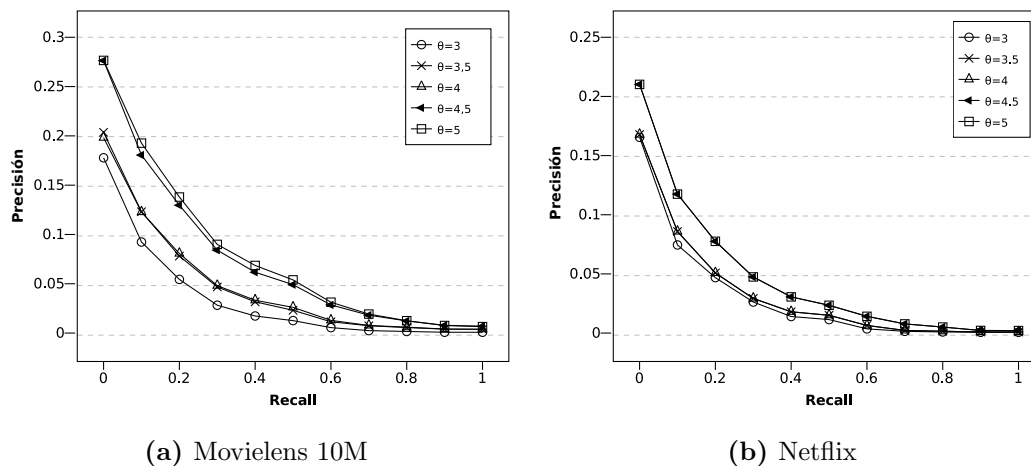 0.3
0.25
0.2
0.15
0.1
0.05
0
Precisión
0 0.2 0.4 0.6 0.8 1
Recall
θ=3
θ=3,5
θ=4
θ=4,5
θ=5
(a) Movielens 10M
0.25
0.2
0.15
0.1
0.05
0
Precisión
0 0.2 0.4 0.6 0.8 1
Recall
θ=3
θ=3.5
θ=4
θ=4.5
θ=5
(b) Netflix